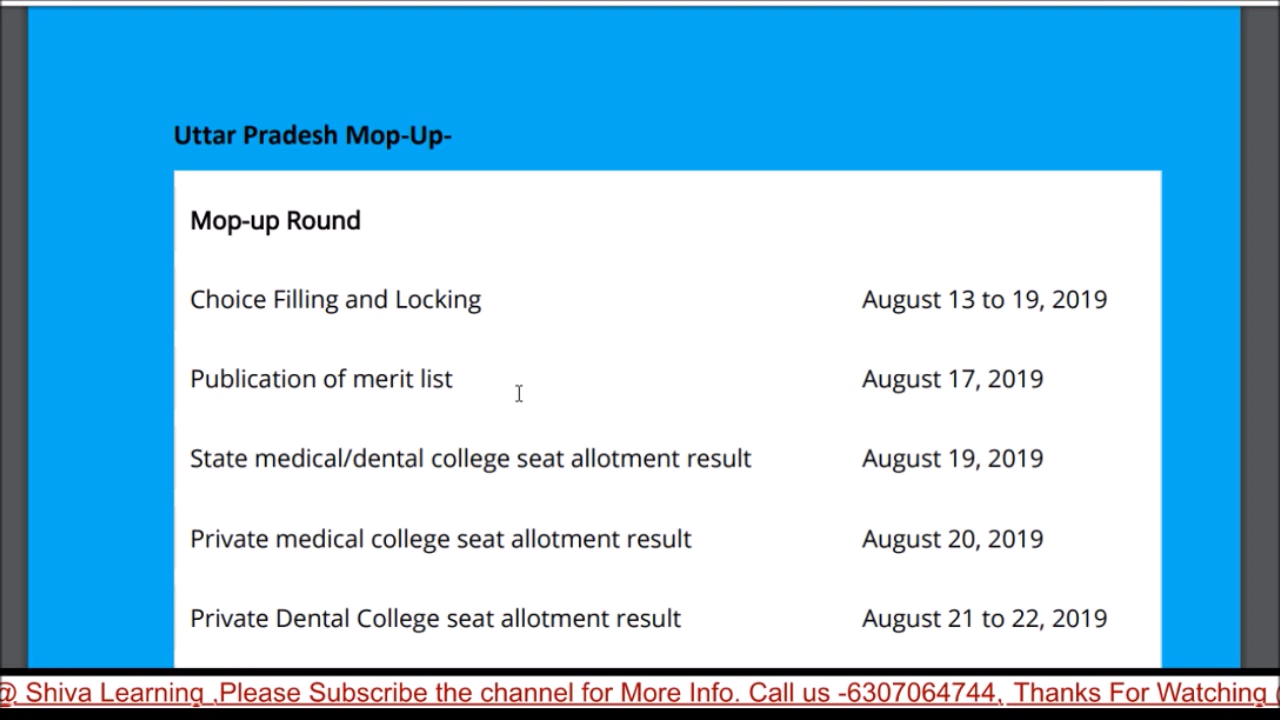 Uttar Pradesh Mop-Up-
Mop-up Round
Choice Filling and Locking August 13 to 19, 2019
Publication of merit list August 17, 2019
State medical/dental college seat allotment result August 19, 2019
Private medical college seat allotment result August 20, 2019
Private Dental College seat allotment result August 21 to 22, 2019
@ Shiva Learning ,Please Subscribe the channel for More Info. Call us -6307064744, Thanks For Watching